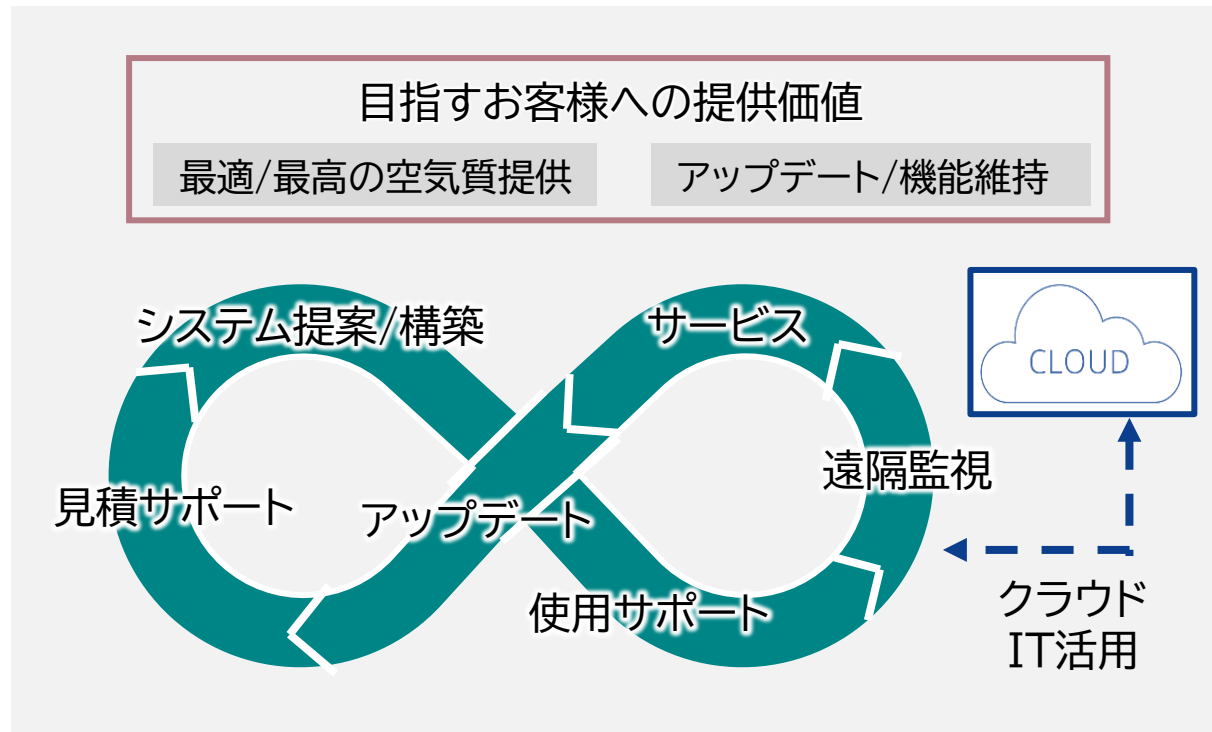 目指すお客様への提供価値
最適/最高の空気質提供
アップデート/機能維持
システム提案/構築
サービス
CLOUD
見積サポート
アップデート
遠隔監視
使用サポート
クラウド
IT活用